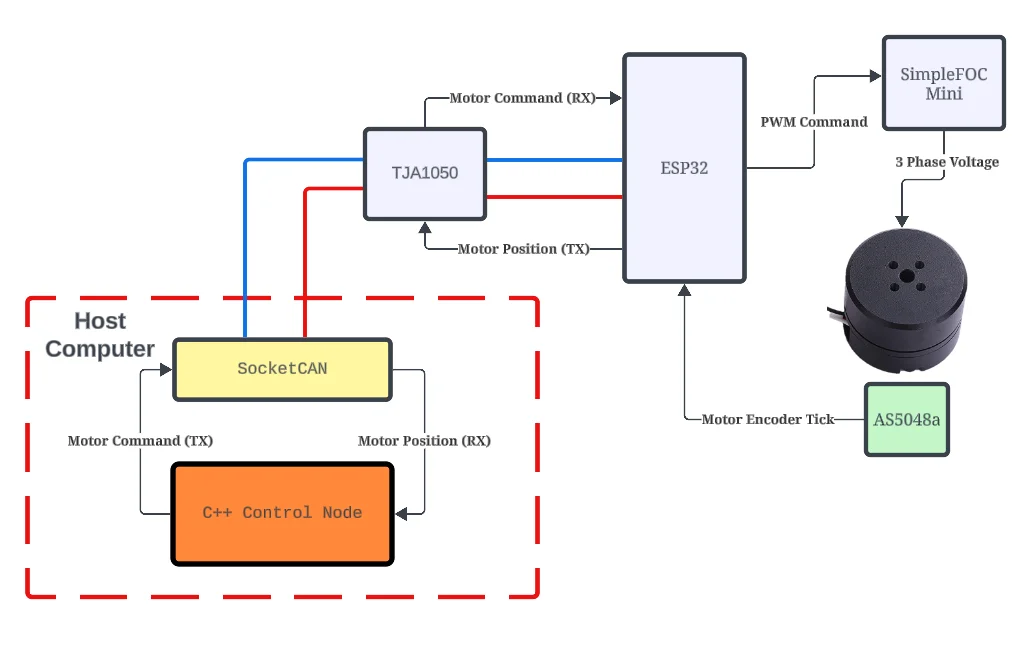 SimpleFOC
Mini
Motor Command (RX)
PWM Command
3 Phase Voltage
TJA1050
ESP32
Motor Position (TX)
Host
Computer
SocketCAN
Motor Encoder Tick
AS5048a
Motor Command (TX)
Motor Position (RX)
C++ Control Node